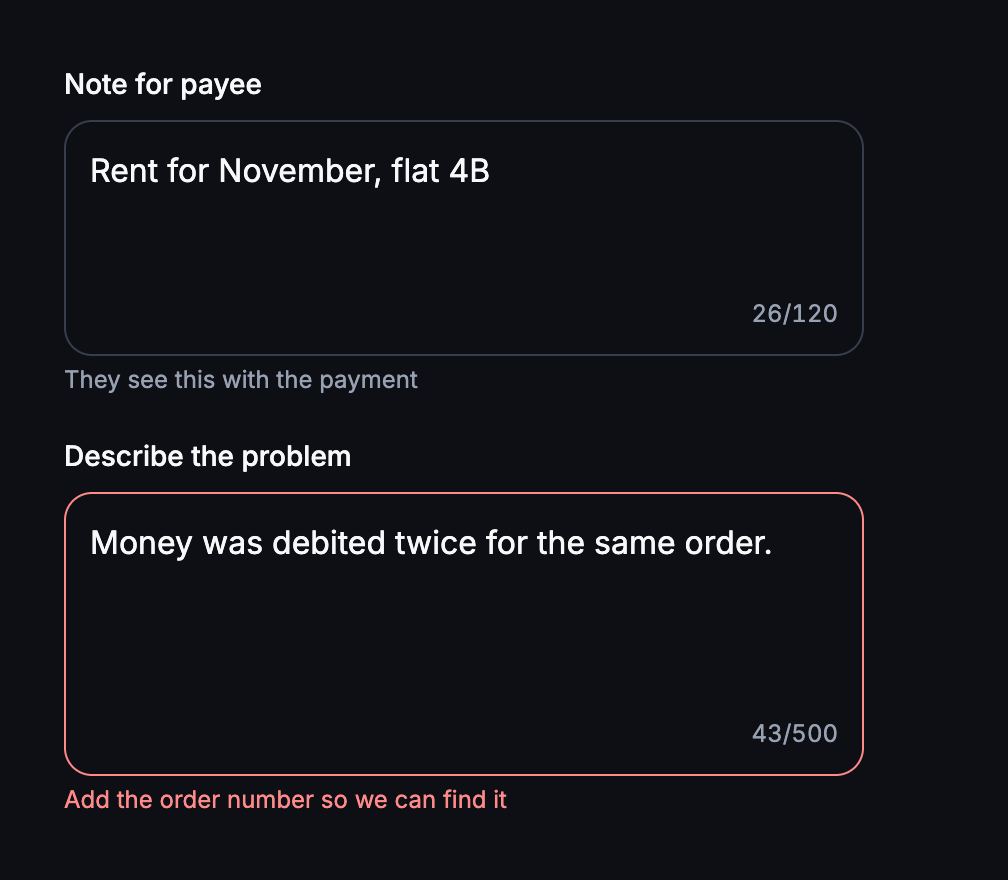 Note for payee
Rent for November, flat 4B
26/120
They see this with the payment
Describe the problem
Money was debited twice for the same order.
43/500
Add the order number so we can find it